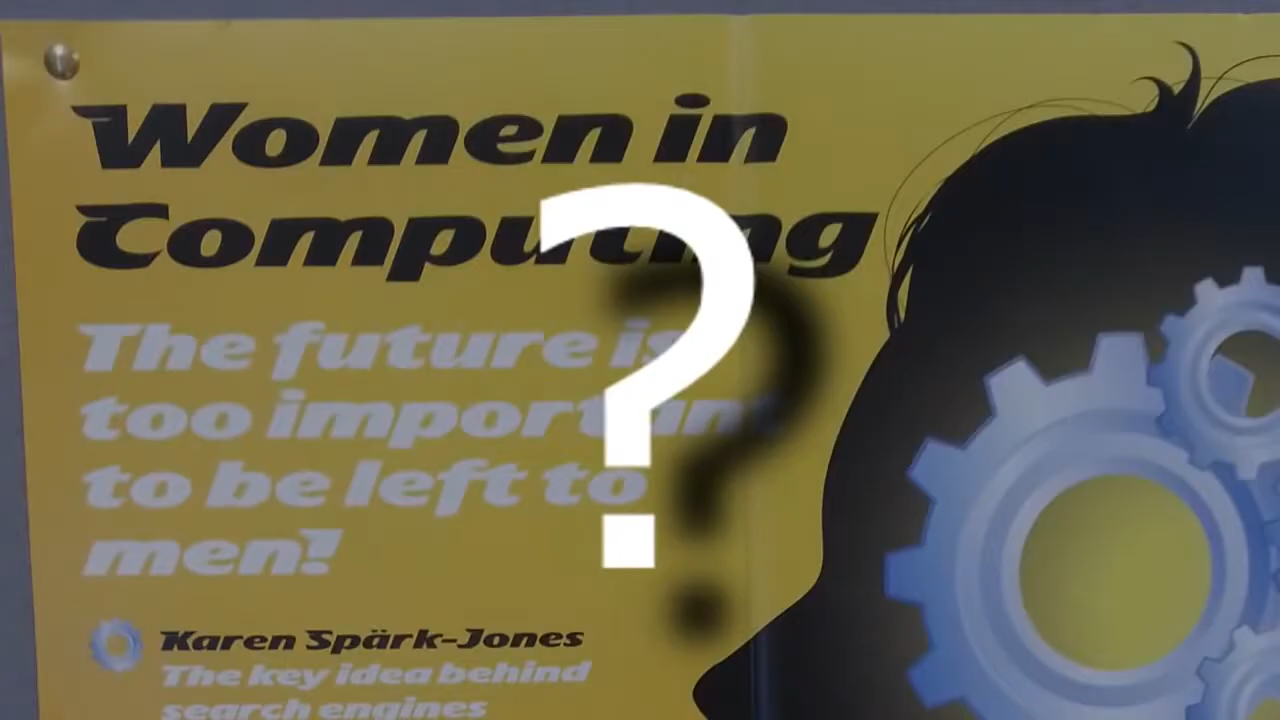 Women in
Computing
The future is
too important
to be left to
men!
?
Karen Spärk-Jones
The key idea behind
search engines